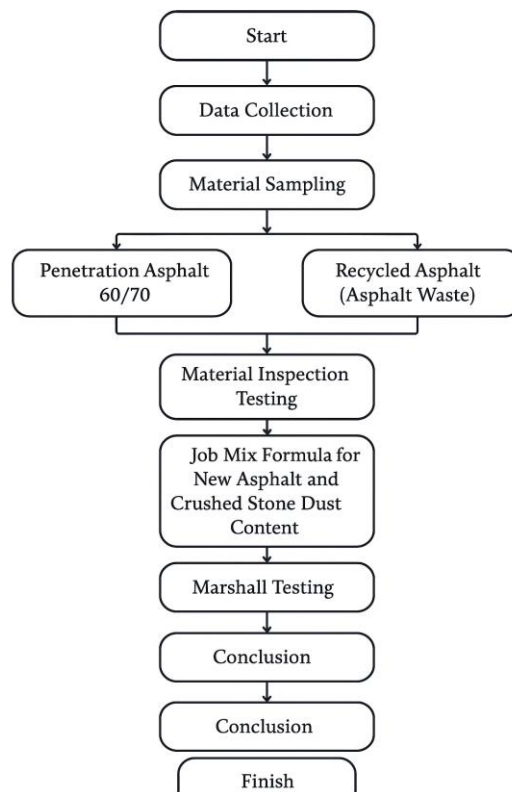 Start
Data Collection
Material Sampling
Penetration Asphalt
60/70
Recycled Asphalt
(Asphalt Waste)
Material Inspection
Testing
Job Mix Formula for
New Asphalt and
Crushed Stone Dust
Content
Marshall Testing
Conclusion
Conclusion
Finish